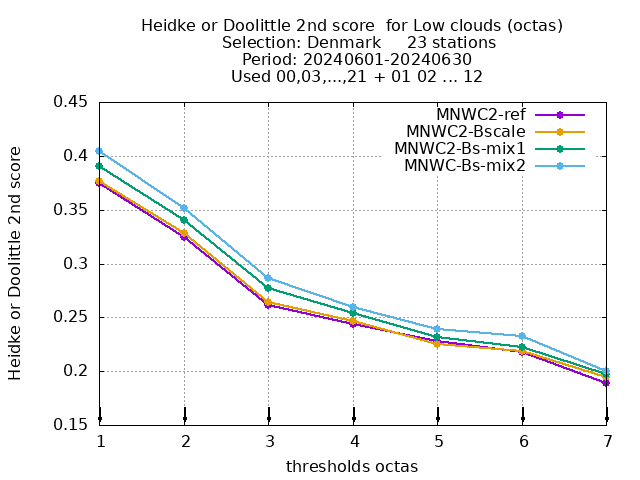 Heidke or Doolittle 2nd score  for Low clouds (octas)
Selection: Denmark     23 stations
Period: 20240601-20240630
Used 00,03,...,21 + 01 02 ... 12
MNWC2-ref
MNWC2-Bscale
MNWC2-Bs-mix1
MNWC-Bs-mix2
Heidke or Doolittle 2nd score
0.45
0.4
0.35
0.3
0.25
0.2
0.15
1 2 3 4 5 6 7
thresholds octas